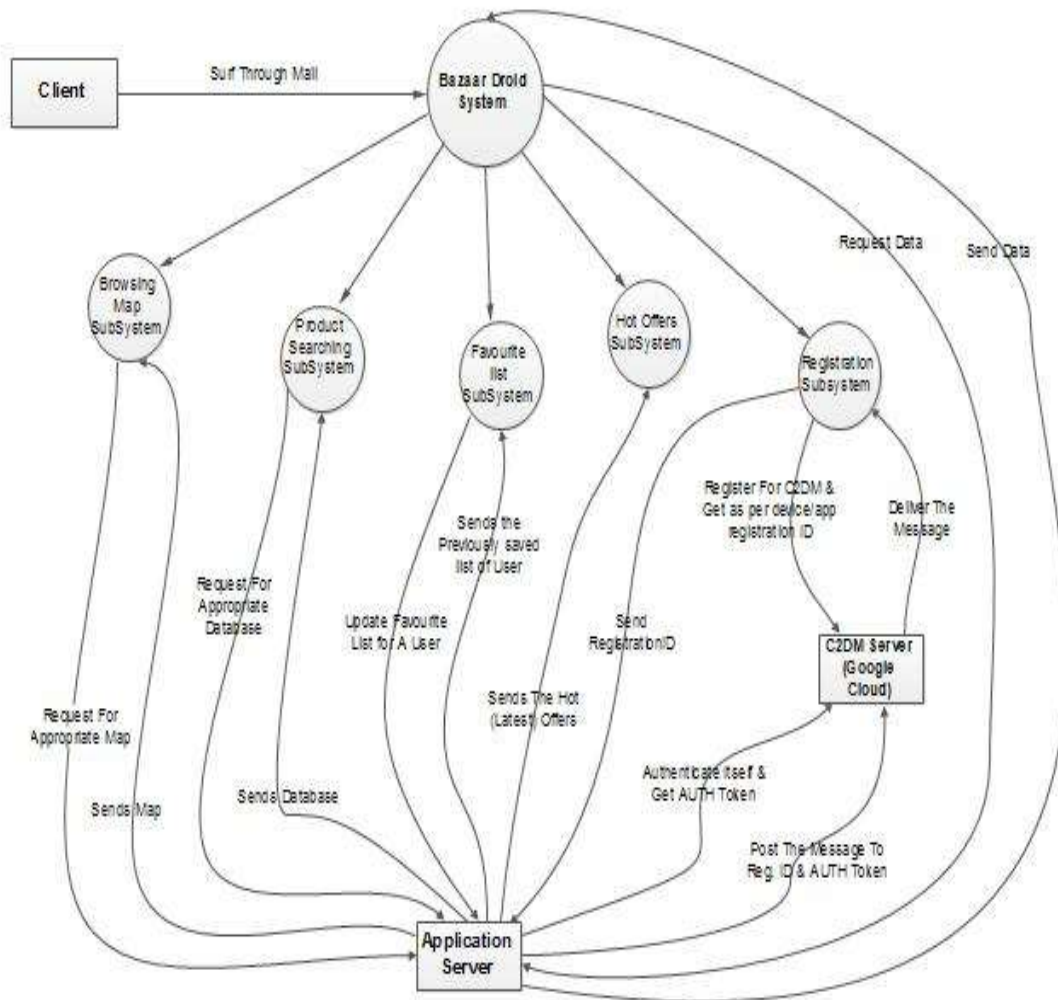 Client
Surf Through Mall
Bazaar Droid
System
Request Data
Send Data
Browsing
Map
SubSystem
Product
Searching
SubSystem
Favourite
list
SubSystem
Hot Offers
SubSystem
Registration
Subsystem
Register For C2DM &
Get as per device/app
registration ID
Deliver The
Message
Sends the
Previously saved
list of User
Request For
Appropriate
Database
Update Favourite
List for A User
Send
RegistrationID
C2DM Server
(Google
Cloud)
Sends The Hot
(Latest) Offers
Request For
Appropriate Map
Sends Map
Sends Database
Authenticate Itself &
Get AUTH Token
Post The Message To
Reg. ID & AUTH Token
Application
Server